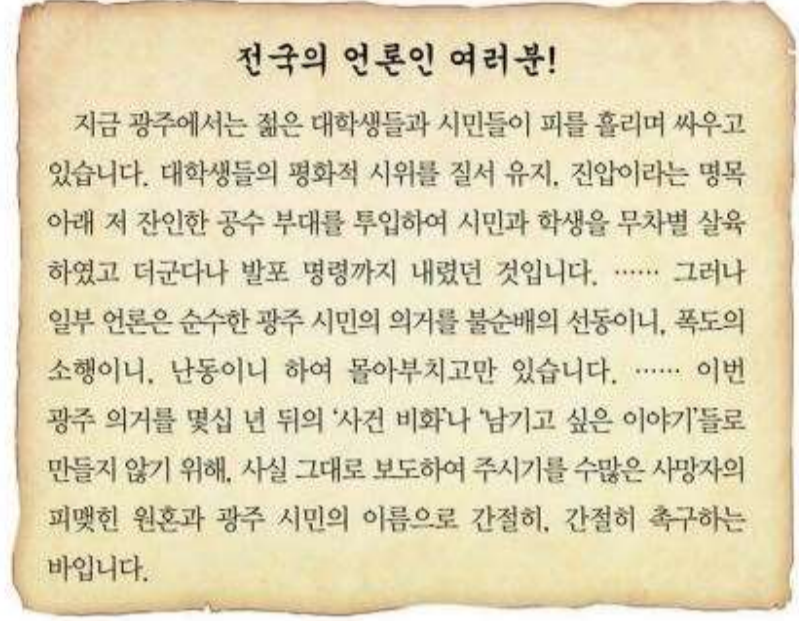 전국의 언론인 여러분!
지금 광주에서는 젊은 대학생들과 시민들이 피를 흘리며 싸우고
있습니다. 대학생들의 평화적 시위를 질서 유지, 진압이라는 명목
아래 저 잔인한 공수 부대를 투입하여 시민과 학생을 무차별 살육
하였고 더군다나 발포 명령까지 내렸던 것입니다. …… 그러나
일부 언론은 순수한 광주 시민의 의거를 불순배의 선동이니, 폭도의
소행이니, 난동이니 하여 몰아부치고만 있습니다. …… 이번
광주 의거를 몇십 년 뒤의 ‘사건 비화’나 ‘남기고 싶은 이야기’들로
만들지 않기 위해, 사실 그대로 보도하여 주시기를 수많은 사망자의
피맺힌 원혼과 광주 시민의 이름으로 간절히, 간절히 촉구하는
바입니다.